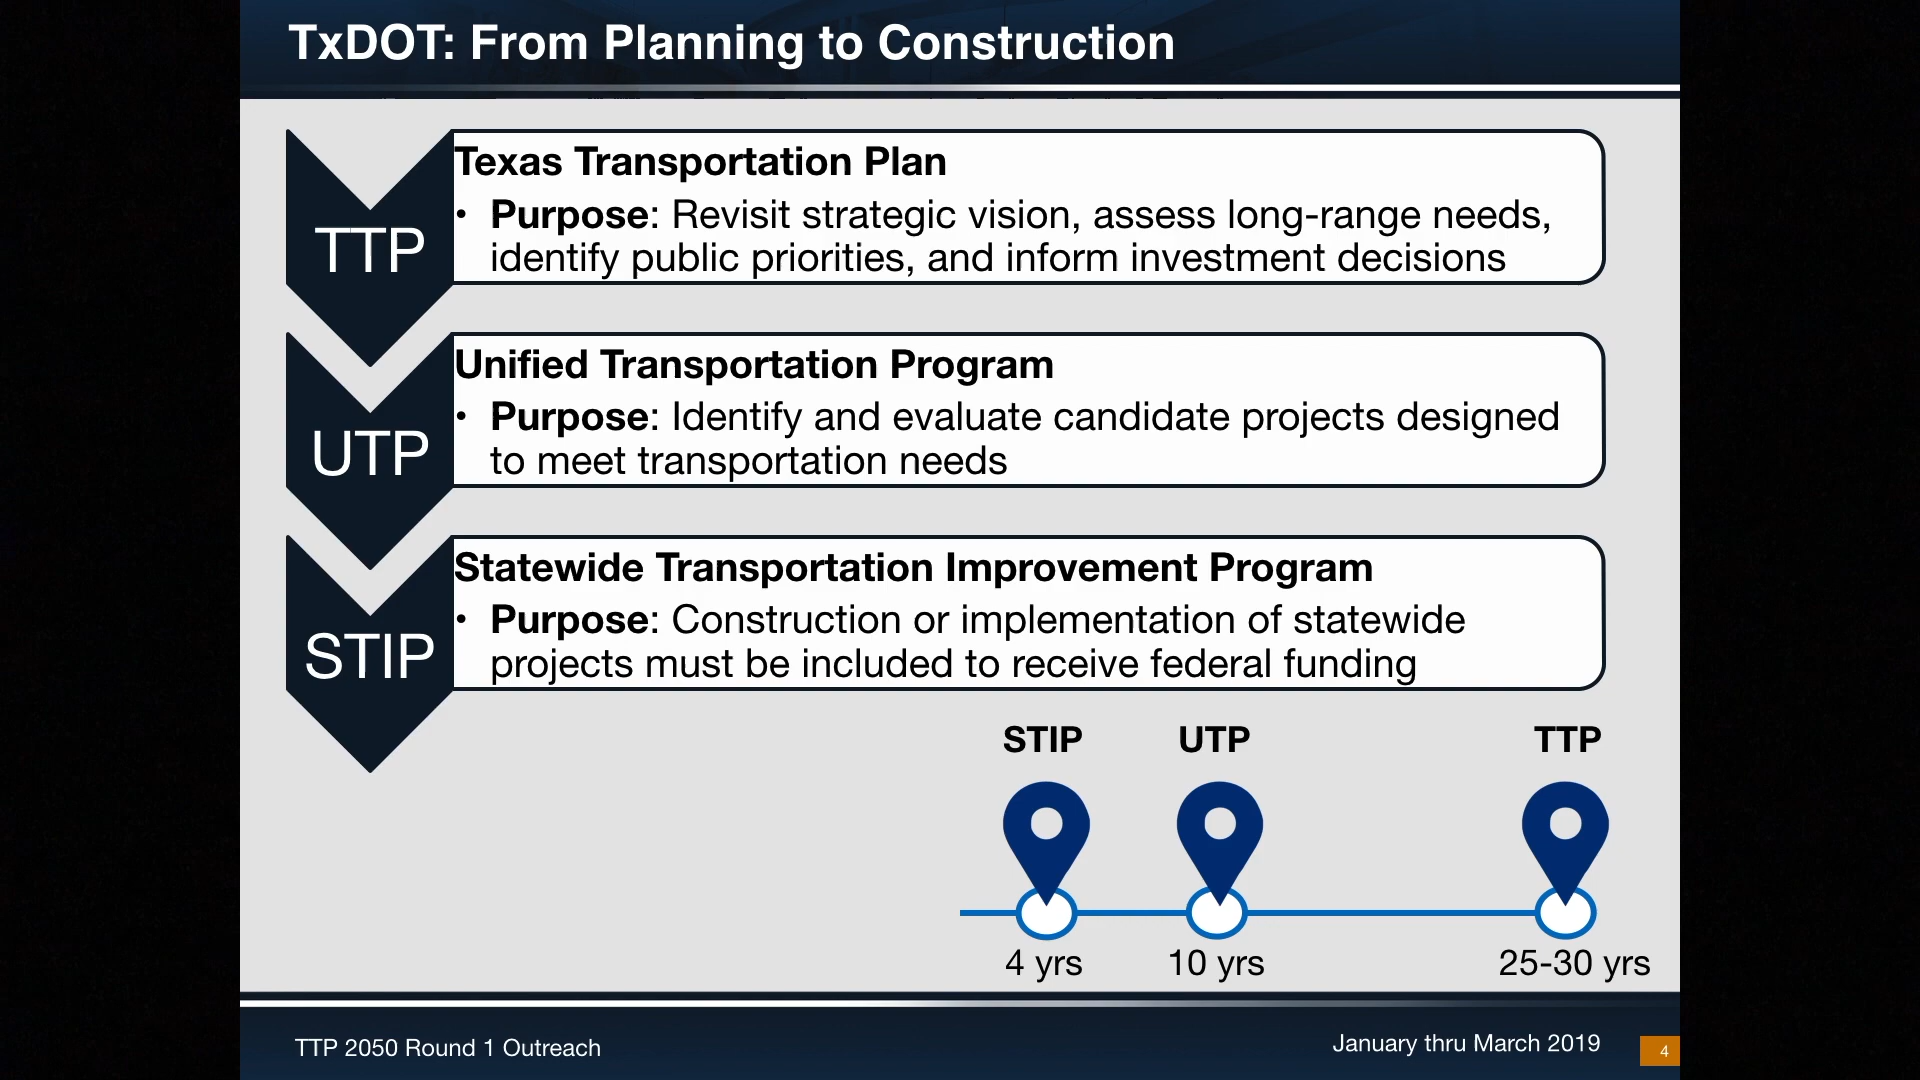 TxDOT: From Planning to Construction
TTP
Texas Transportation Plan
• Purpose: Revisit strategic vision, assess long-range needs,
identify public priorities, and inform investment decisions
UTP
Unified Transportation Program
• Purpose: Identify and evaluate candidate projects designed
to meet transportation needs
STIP
Statewide Transportation Improvement Program
• Purpose: Construction or implementation of statewide
projects must be included to receive federal funding
STIP UTP TTP
4 yrs 10 yrs 25-30 yrs
TTP 2050 Round 1 Outreach
January thru March 2019
4